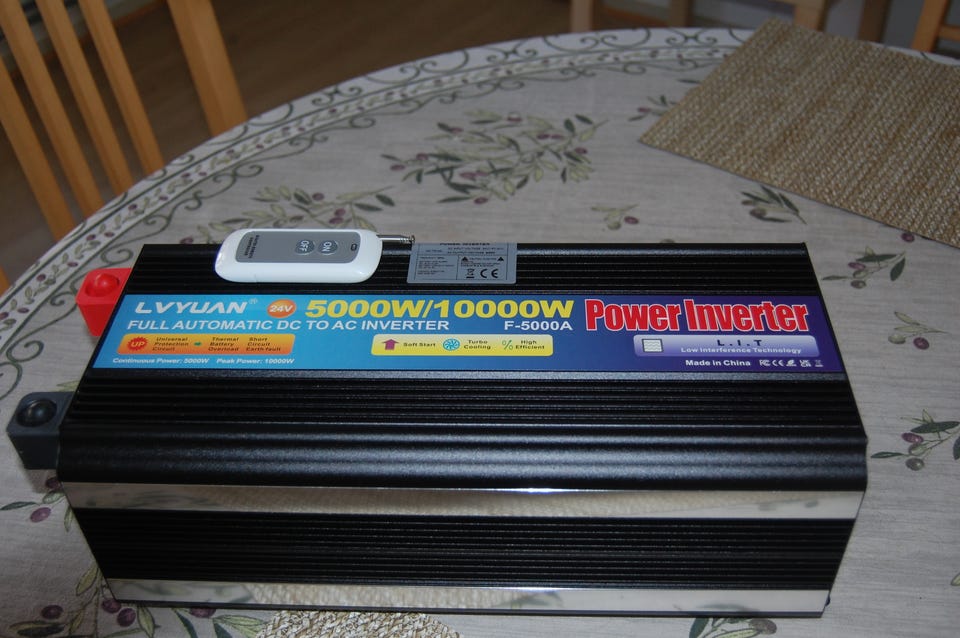 ON
OFF
POWER INVERTER
LVYUAN®
24V
5000W/10000W
FULL AUTOMATIC DC TO AC INVERTER
F-5000A
Power Inverter
UP
Universal
Protection
Circuit
Thermal
Battery
Overload
Short
Circuit
Earth fault
Soft Start
Turbo
Cooling
High
Efficient
L.I.T
Low Interference Technology
Continuous Power: 5000W Peak Power: 10000W
Made in China